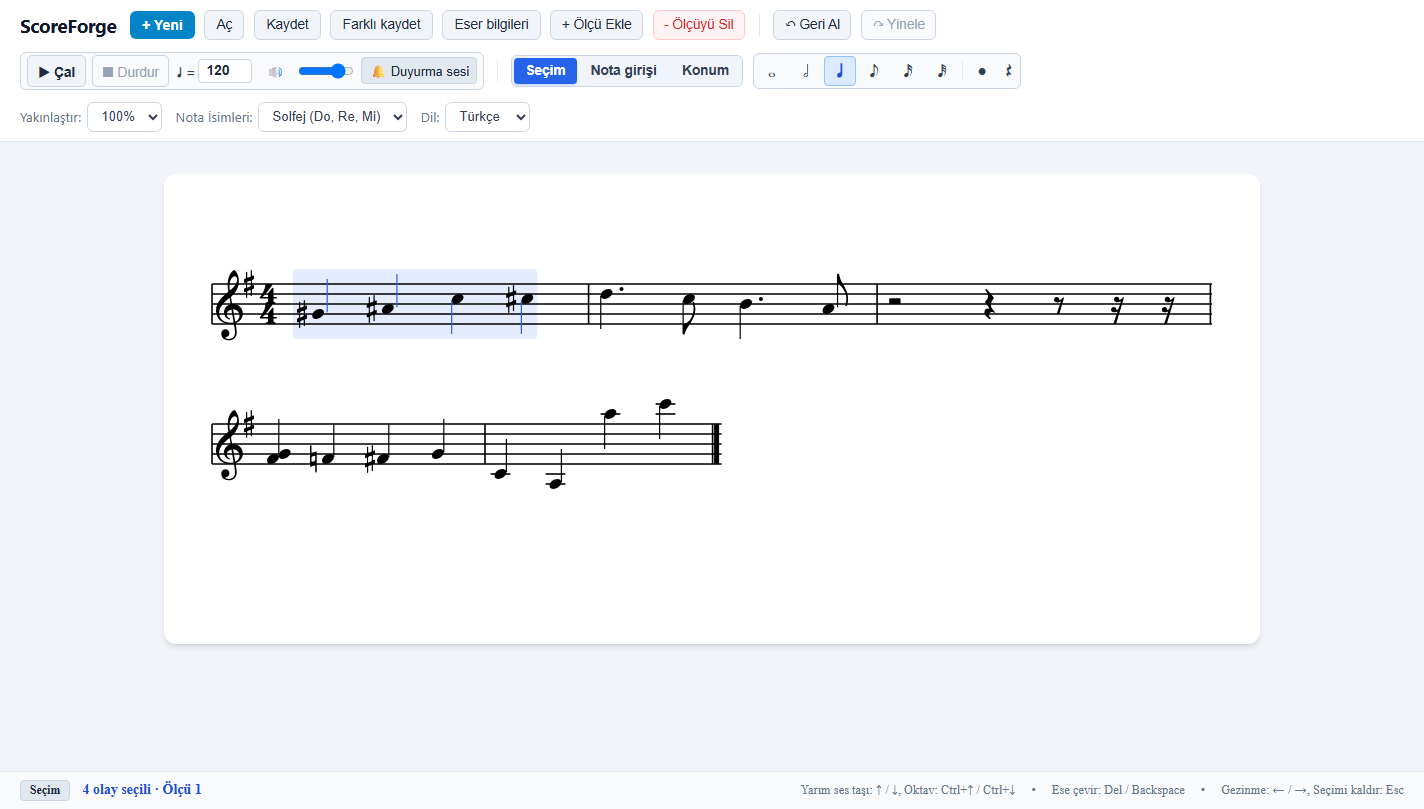 ScoreForge + Yeni Aç Kaydet Farklı kaydet Eser bilgileri + Ölçü Ekle - Ölçüyü Sil ↶ Geri Al ↷ Yinele
▶ Çal ■ Durdur ♩ = 120 Duyurma sesi Seçim Nota girişi Konum
Yakınlaştır: 100% Nota İsimleri: Solfej (Do, Re, Mi) Dil: Türkçe
4
4
Seçim 4 olay seçili · Ölçü 1 Yarım ses taşı: ↑ / ↓, Oktav: Ctrl+↑ / Ctrl+↓ • Ese çevir: Del / Backspace • Gezinme: ← / →, Seçimi kaldır: Esc